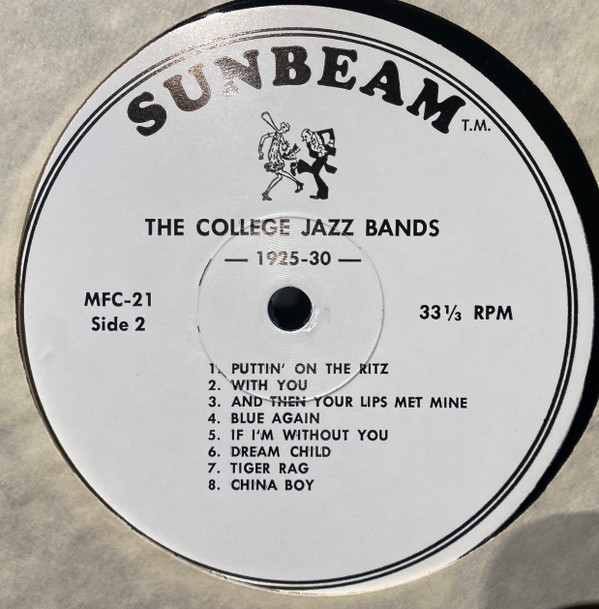 SUNBEAM T.M.
THE COLLEGE JAZZ BANDS
— 1925-30 —
MFC-21
Side 2
33⅓ RPM
1. PUTTIN' ON THE RITZ
2. WITH YOU
3. AND THEN YOUR LIPS MET MINE
4. BLUE AGAIN
5. IF I'M WITHOUT YOU
6. DREAM CHILD
7. TIGER RAG
8. CHINA BOY